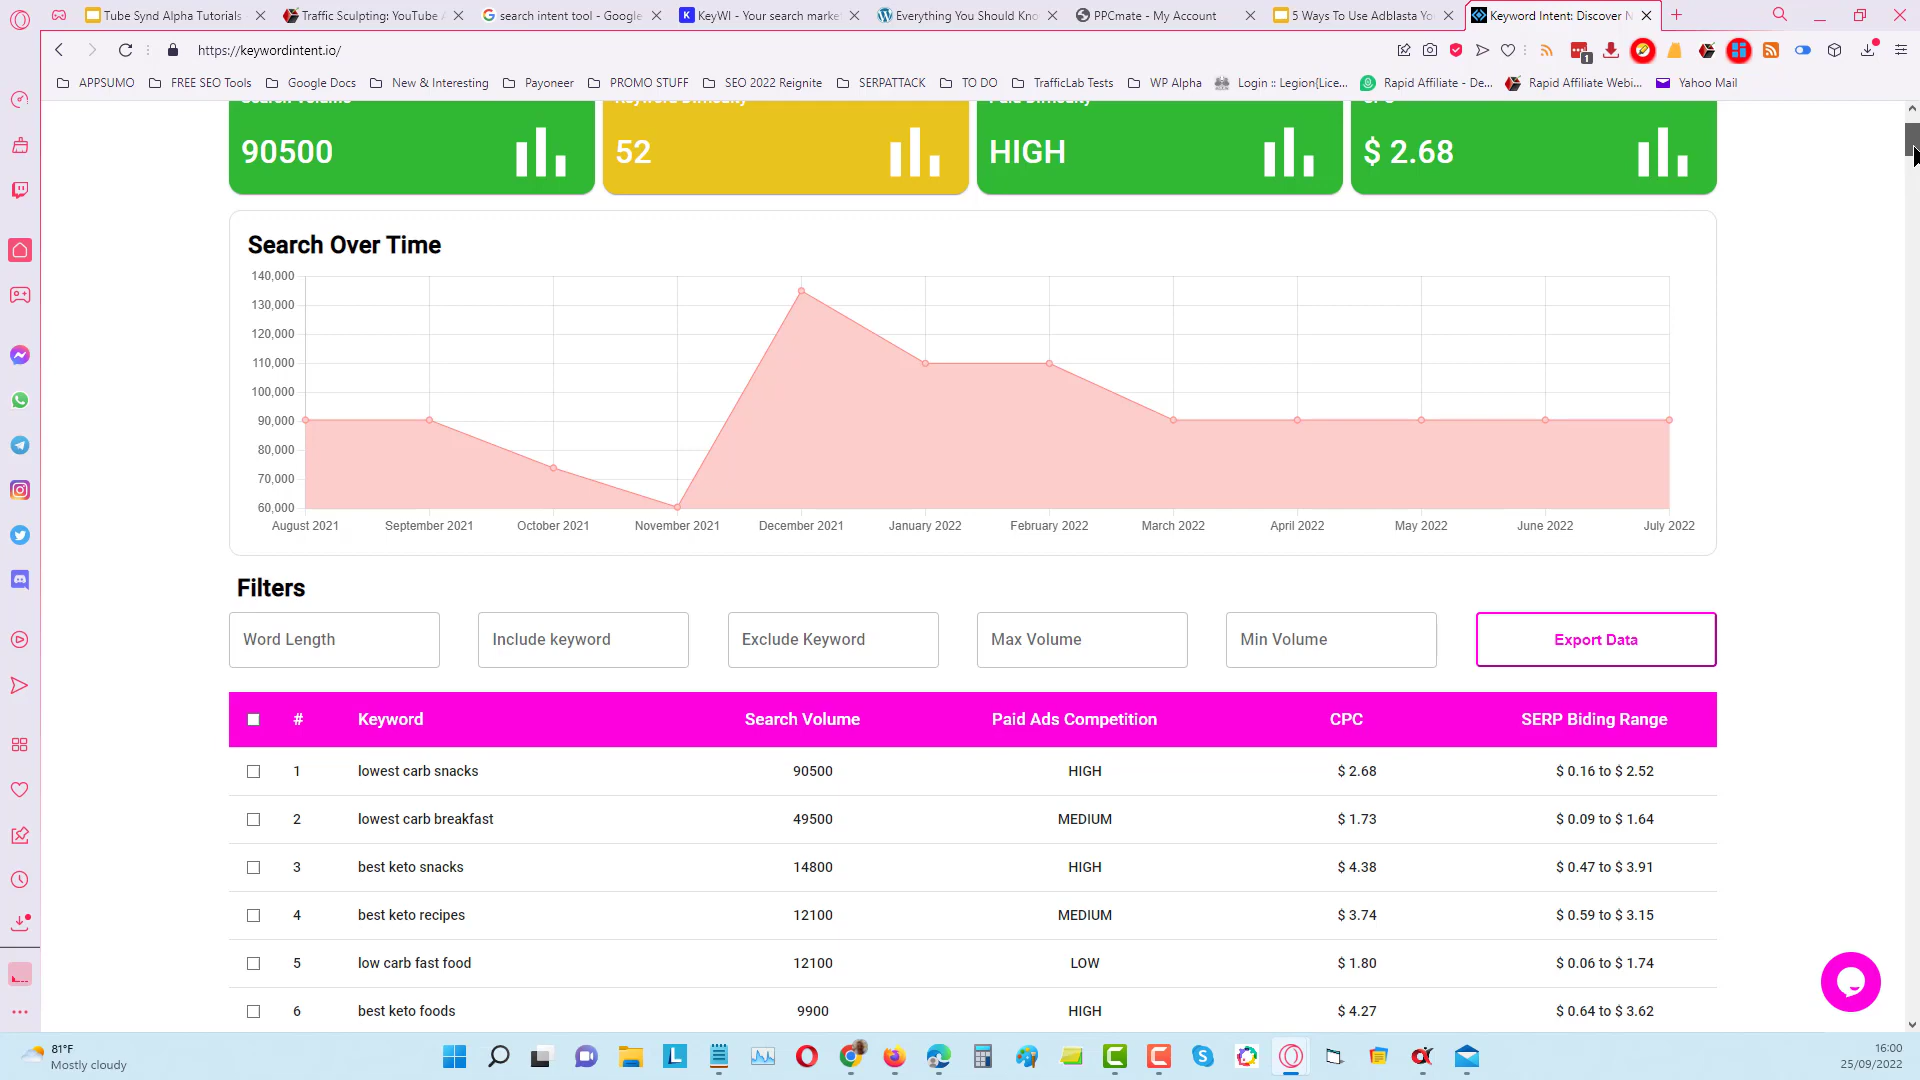 Tube Synd Alpha Tutorials
Traffic Sculpting: YouTube
search intent tool - Google
KeyWI - Your search marke
Everything You Should Kno
PPCmate - My Account
5 Ways To Use Adblasta Yo
Keyword Intent: Discover
https://keywordintent.io/
1
APPSUMO
FREE SEO Tools
Google Docs
New & Interesting
Payoneer
PROMO STUFF
SEO 2022 Reignite
SERPATTACK
TO DO
TrafficLab Tests
WP Alpha
Login :: Legion{Lice...
Rapid Affiliate - De...
Rapid Affiliate Webi...
Yahoo Mail
90500
52
HIGH
$ 2.68
Search Over Time
140,000
130,000
120,000
110,000
100,000
90,000
80,000
70,000
60,000
August 2021
September 2021
October 2021
November 2021
December 2021
January 2022
February 2022
March 2022
April 2022
May 2022
June 2022
July 2022
Filters
Word Length
Include keyword
Exclude Keyword
Max Volume
Min Volume
Export Data
# Keyword Search Volume Paid Ads Competition CPC SERP Biding Range
1 lowest carb snacks 90500 HIGH $ 2.68 $ 0.16 to $ 2.52
2 lowest carb breakfast 49500 MEDIUM $ 1.73 $ 0.09 to $ 1.64
3 best keto snacks 14800 HIGH $ 4.38 $ 0.47 to $ 3.91
4 best keto recipes 12100 MEDIUM $ 3.74 $ 0.59 to $ 3.15
5 low carb fast food 12100 LOW $ 1.80 $ 0.06 to $ 1.74
6 best keto foods 9900 HIGH $ 4.27 $ 0.64 to $ 3.62
81°F
Mostly cloudy
16:00
25/09/2022